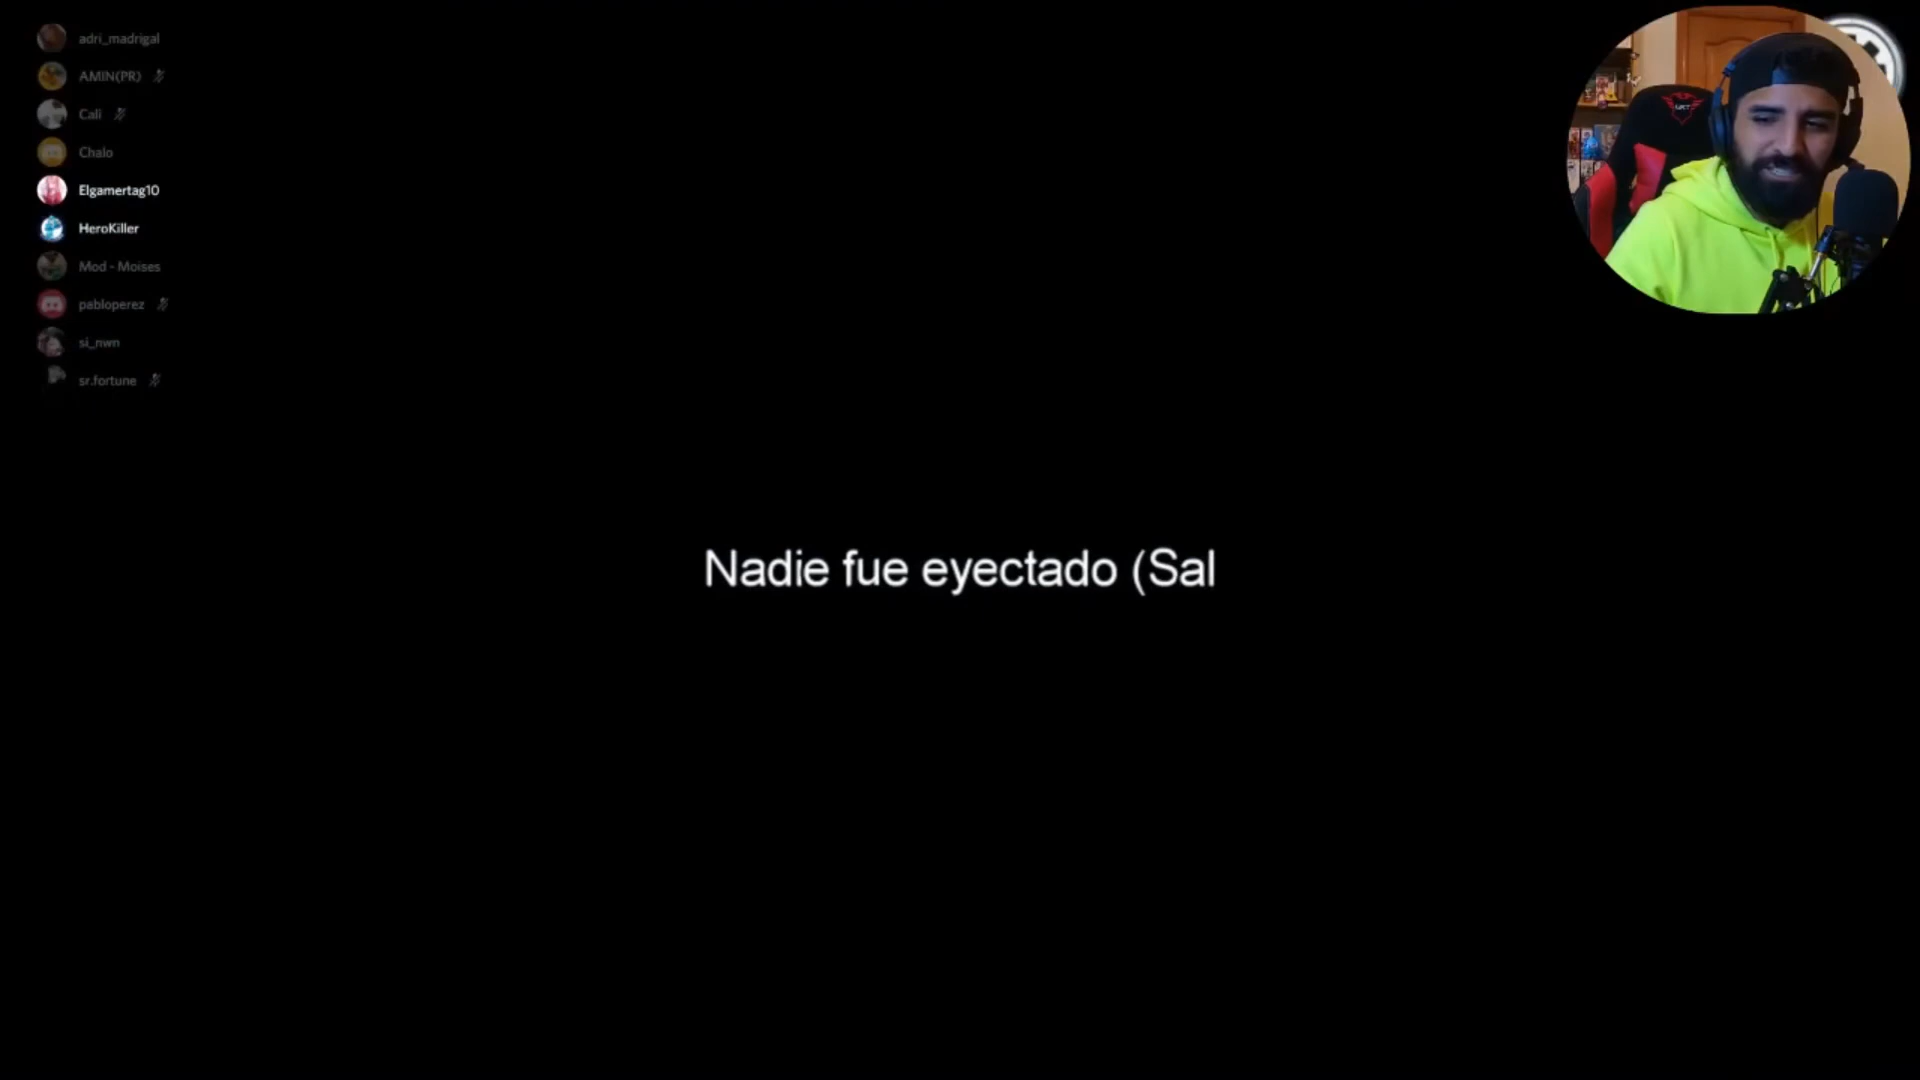 adri_madrigal
AMIN(PR)
Cali
Chalo
Elgamertag10
HeroKiller
Mod - Moises
pabloperez
si_nwn
sr.fortune
Nadie fue eyectado (Sal